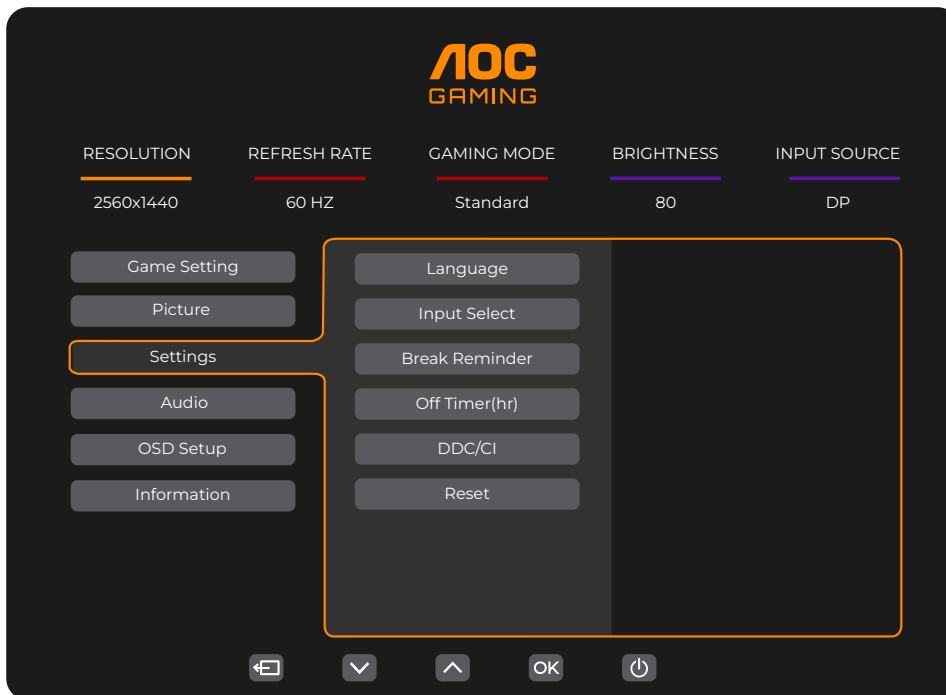 AOC
GAMING
RESOLUTION REFRESH RATE GAMING MODE BRIGHTNESS INPUT SOURCE
2560x1440 60 HZ Standard 80 DP
Game Setting
Picture
Settings
Audio
OSD Setup
Information
Language
Input Select
Break Reminder
Off Timer(hr)
DDC/CI
Reset
OK